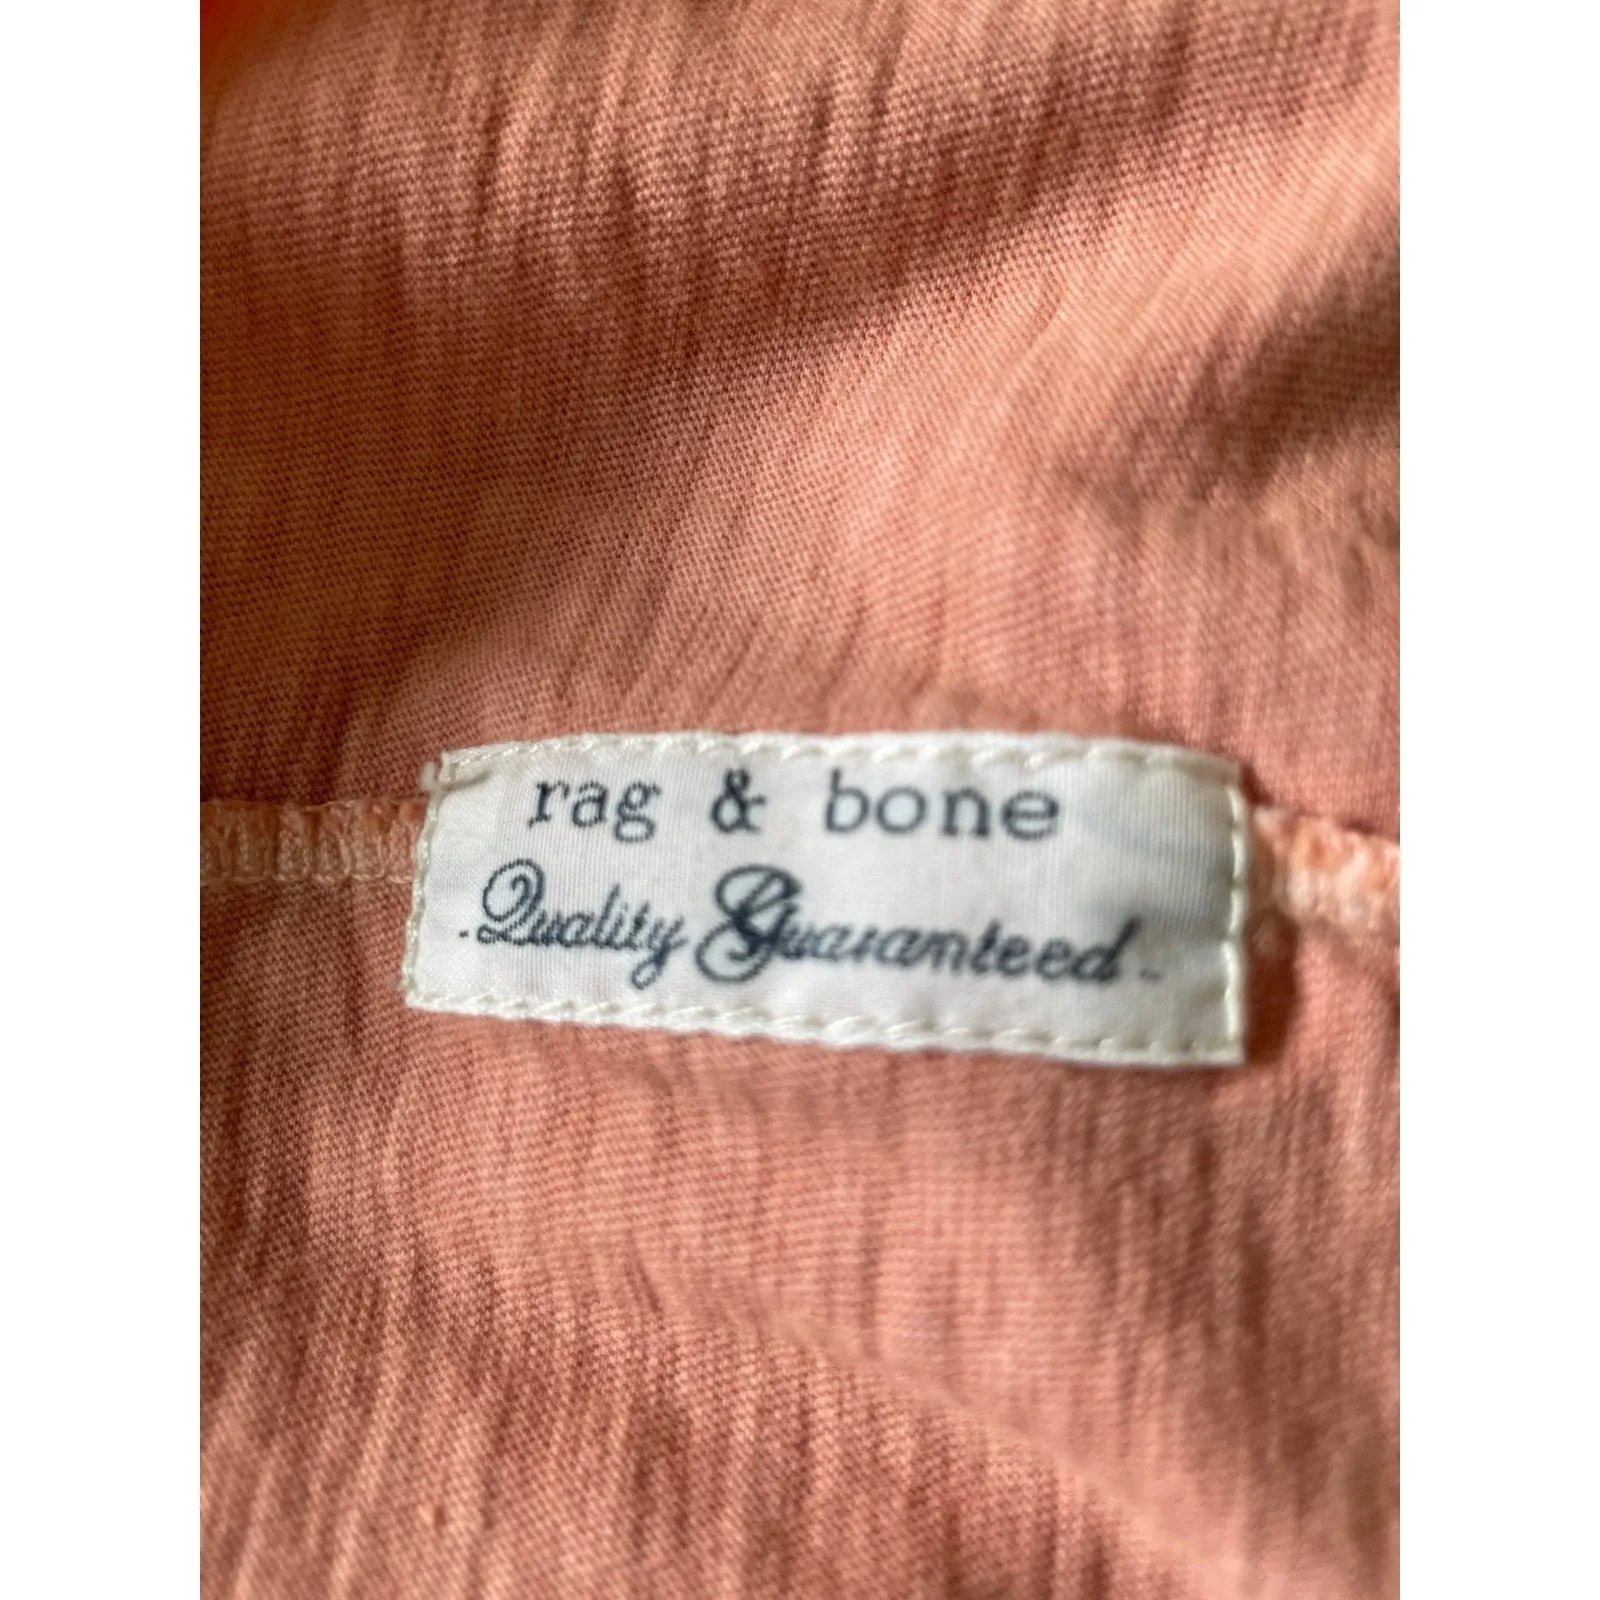 rag & bone
- Quality Guaranteed -